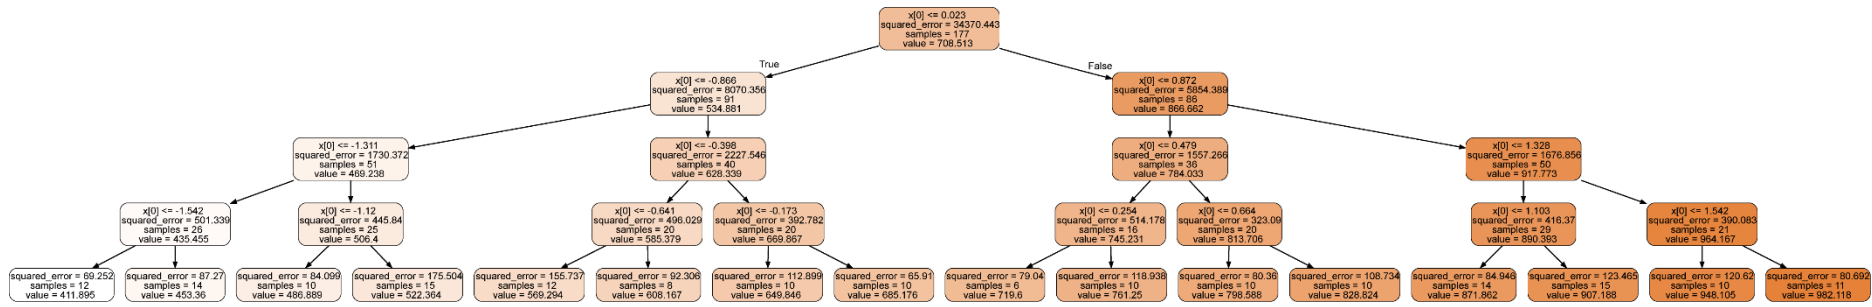 x[0] <= 0.023
squared_error = 34370.443
samples = 177
value = 708.513
True
False
x[0] <= -0.866
squared_error = 8070.356
samples = 91
value = 534.881
x[0] <= 0.872
squared_error = 5854.389
samples = 86
value = 866.662
x[0] <= -1.311
squared_error = 1730.372
samples = 51
value = 469.238
x[0] <= -0.398
squared_error = 2227.546
samples = 40
value = 628.339
x[0] <= 0.479
squared_error = 1557.266
samples = 36
value = 784.033
x[0] <= 1.328
squared_error = 1676.856
samples = 50
value = 917.773
x[0] <= -1.542
squared_error = 501.339
samples = 26
value = 435.455
x[0] <= -1.12
squared_error = 445.84
samples = 25
value = 506.4
x[0] <= -0.641
squared_error = 496.029
samples = 20
value = 585.379
x[0] <= -0.173
squared_error = 392.782
samples = 20
value = 669.867
x[0] <= 0.254
squared_error = 514.178
samples = 16
value = 745.231
x[0] <= 0.664
squared_error = 323.09
samples = 20
value = 813.706
x[0] <= 1.103
squared_error = 416.37
samples = 29
value = 890.393
x[0] <= 1.542
squared_error = 390.083
samples = 21
value = 964.167
squared_error = 69.252
samples = 12
value = 411.895
squared_error = 87.27
samples = 14
value = 453.36
squared_error = 84.099
samples = 10
value = 486.889
squared_error = 175.504
samples = 15
value = 522.364
squared_error = 155.737
samples = 12
value = 569.294
squared_error = 92.306
samples = 8
value = 608.167
squared_error = 112.899
samples = 10
value = 649.846
squared_error = 65.91
samples = 10
value = 685.176
squared_error = 79.04
samples = 6
value = 719.6
squared_error = 118.938
samples = 10
value = 761.25
squared_error = 80.36
samples = 10
value = 798.588
squared_error = 108.734
samples = 10
value = 828.824
squared_error = 84.946
samples = 14
value = 871.862
squared_error = 123.465
samples = 15
value = 907.188
squared_error = 120.62
samples = 10
value = 948.105
squared_error = 80.692
samples = 11
value = 982.118